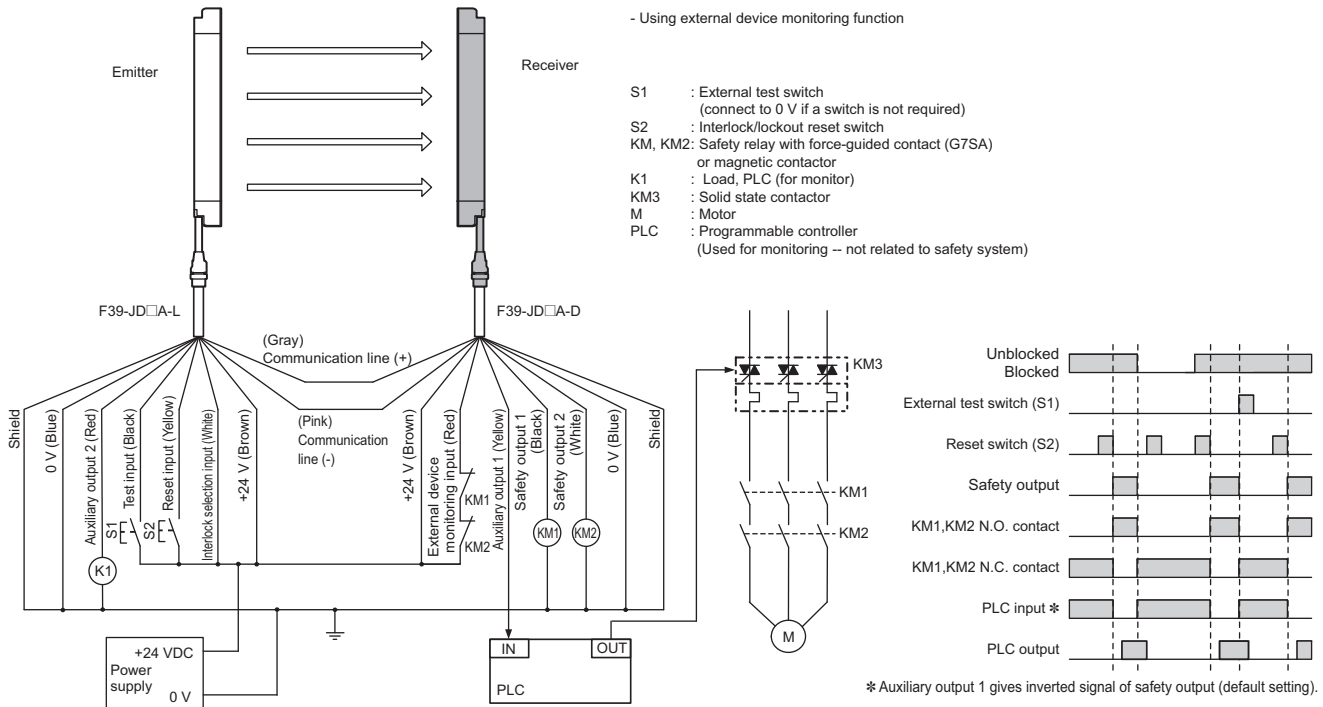 - Using external device monitoring function
Emitter
Receiver
S1 : External test switch
(connect to 0 V if a switch is not required)
S2 : Interlock/lockout reset switch
KM, KM2: Safety relay with force-guided contact (G7SA)
or magnetic contactor
K1 : Load, PLC (for monitor)
KM3 : Solid state contactor
M : Motor
PLC : Programmable controller
(Used for monitoring -- not related to safety system)
F39-JD□A-L
F39-JD□A-D
(Gray)
Communication line (+)
(Pink)
Communication
line (-)
Shield
0 V (Blue)
Auxiliary output 2 (Red)
Test input (Black)
Reset input (Yellow)
Interlock selection input (White)
+24 V (Brown)
S1
S2
K1
+24 V (Brown)
External device
monitoring input (Red)
KM1
KM2
Auxiliary output 1 (Yellow)
Safety output 1
(Black)
Safety output 2
(White)
0 V (Blue)
Shield
KM1
KM2
+24 VDC
Power
supply
0 V
IN
OUT
PLC
KM3
KM1
KM2
M
Unblocked
Blocked
External test switch (S1)
Reset switch (S2)
Safety output
KM1,KM2 N.O. contact
KM1,KM2 N.C. contact
PLC input ✽
PLC output
✽ Auxiliary output 1 gives inverted signal of safety output (default setting).